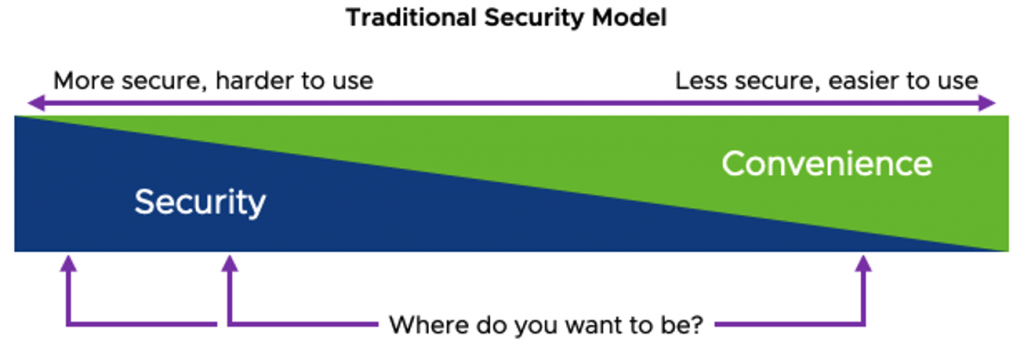 Traditional Security Model
More secure, harder to use
Less secure, easier to use
Convenience
Security
Where do you want to be?